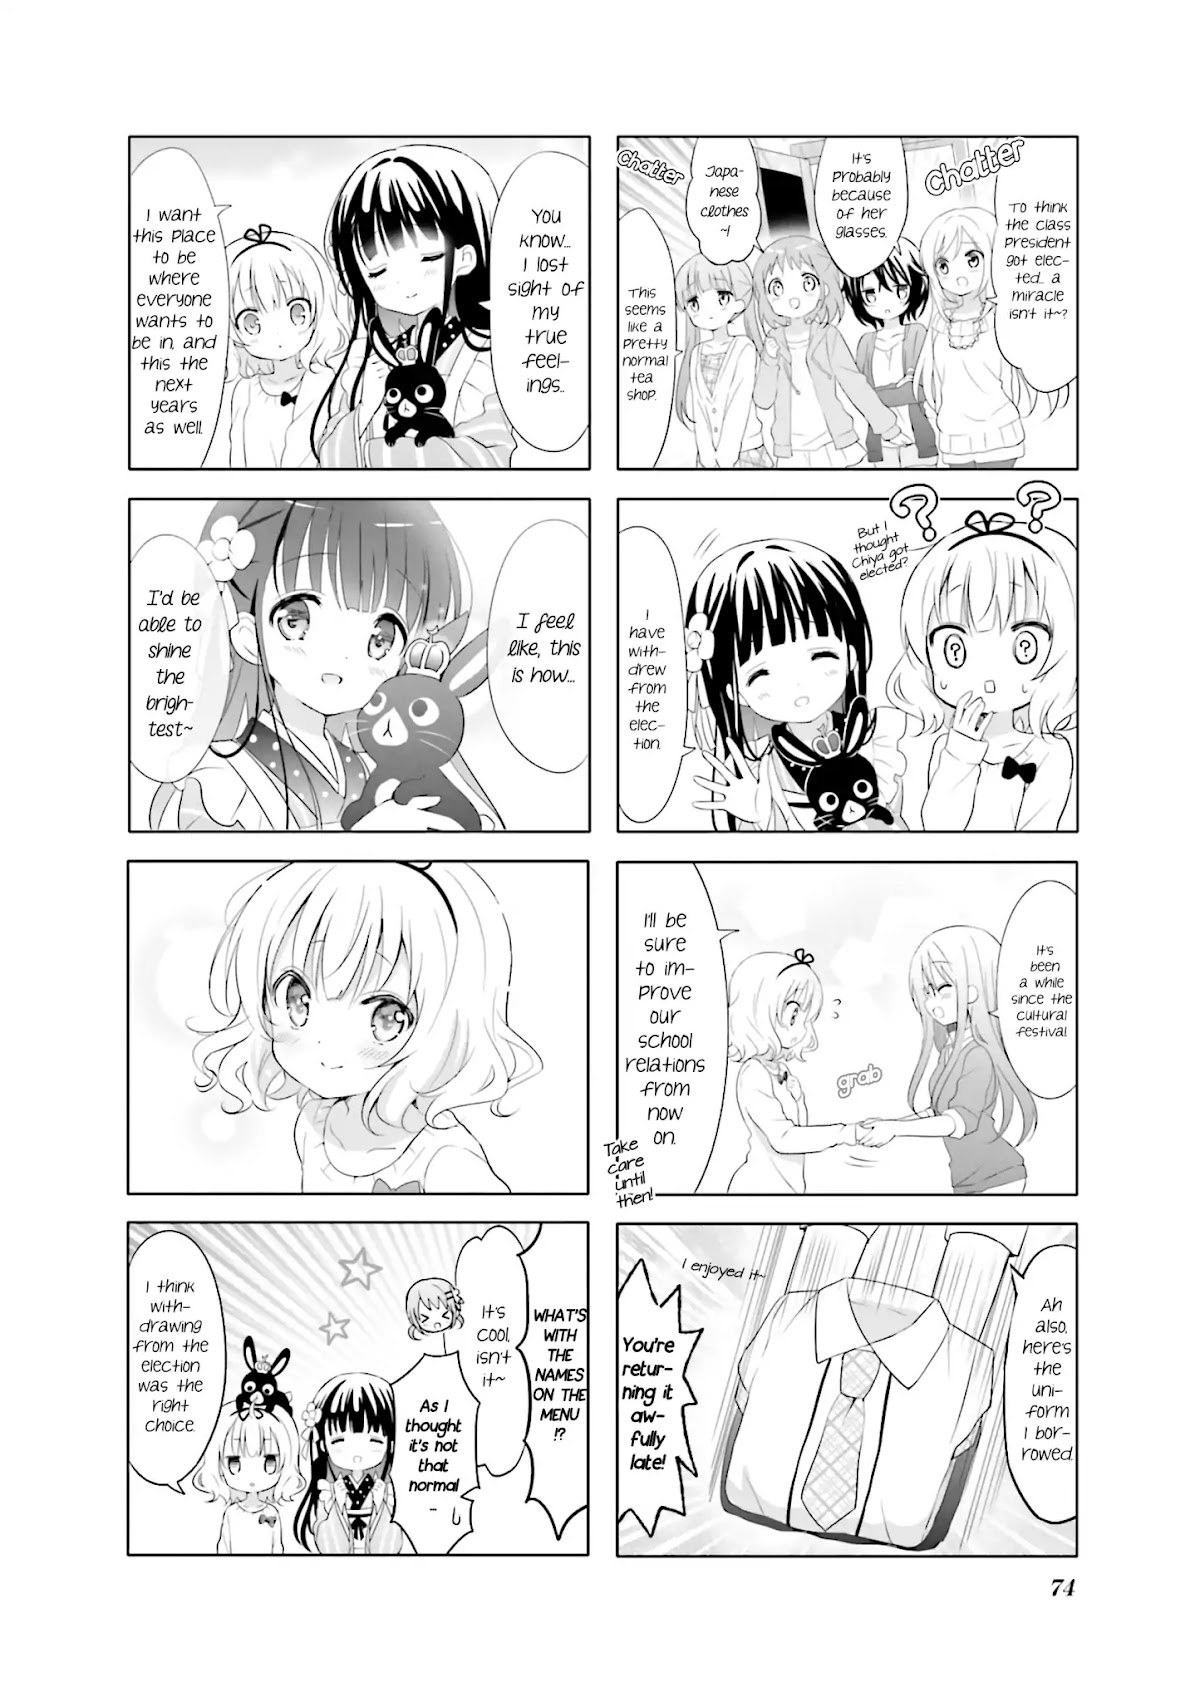 Chatter
To think
the class
President
got elec-
ted... a
miracle
isn't it~?
It's
probably
because
of her
glasses.
Chatter
Japa-
nese
clothes
~!
This
seems
like a
pretty
normal
tea
shop.
But I
thought
Chiya got
elected?
I
have
with-
drew
from
the
elec-
tion.
It's
been
a while
since the
cultural
festival.
grab
I'll be
sure
to im-
prove
our
school
relations
from
now
on.
Take
care
until
then!
Ah
also,
here's
the
uni-
form
I bor-
rowed.
I enjoyed it~
You're
retur-
ning it
aw-
fully
late!
You
know...
I lost
sight of
my
true
feel-
ings..
I want
this place
to be
where
everyone
wants to
be in, and
this the
next
years
as well.
I feel
like, this
is how...
I'd be
able to
shine
the
brigh-
test~
WHAT'S
WITH
THE
NAMES
ON THE
MENU
!?
It's
cool,
isn't
it~
As I
thought
it's not
that
normal
...
I think
with-
drawing
from the
election
was the
right
choice.
74